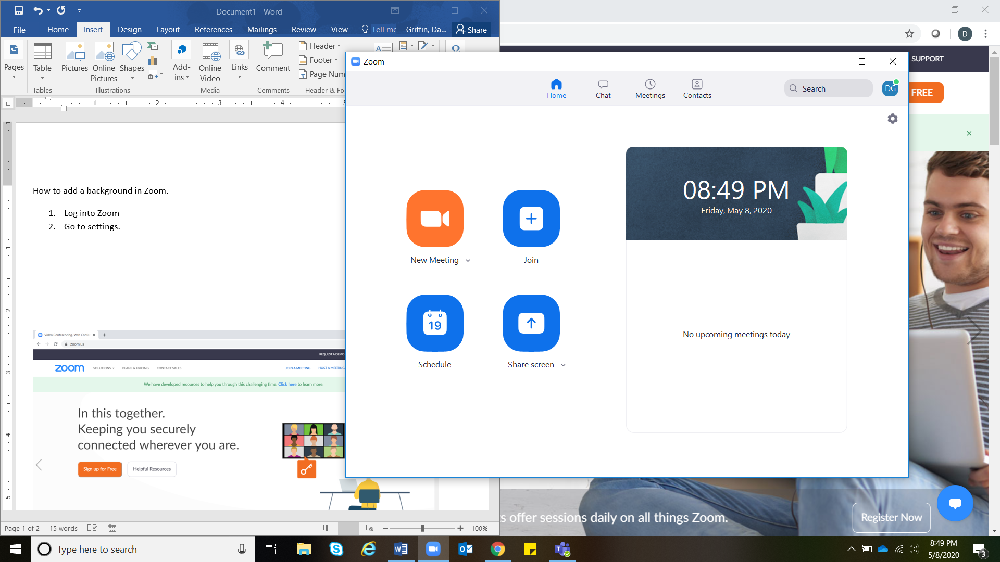 Document1 - Word
File Home Insert Design Layout References Mailings Review View Tell me Griffin, Da... Share
Pages
Table
Pictures
Online
Pictures
Shapes
Add-
ins
Online
Video
Links
Comment
Header
Footer
Page Num
Tables Illustrations Media Comments Header & Fo
1 2 3 4 5
How to add a background in Zoom.
1. Log into Zoom
2. Go to settings.
Video Conferencing, Web Conf
zoom.us
REQUEST A DEMO
zoom SOLUTIONS PLANS & PRICING CONTACT SALES JOIN A MEETING HOST A MEETING
We have developed resources to help you through this challenging time. Click here to learn more.
In this together.
Keeping you securely
connected wherever you are.
Sign up for Free Helpful Resources
Page 1 of 2 15 words 100%
Zoom
Home Chat Meetings Contacts Search DG
08:49 PM
Friday, May 8, 2020
New Meeting Join
19
Schedule Share screen
No upcoming meetings today
D
SUPPORT
FREE
s offer sessions daily on all things Zoom.
Register Now
Type here to search
8:49 PM
5/8/2020
3